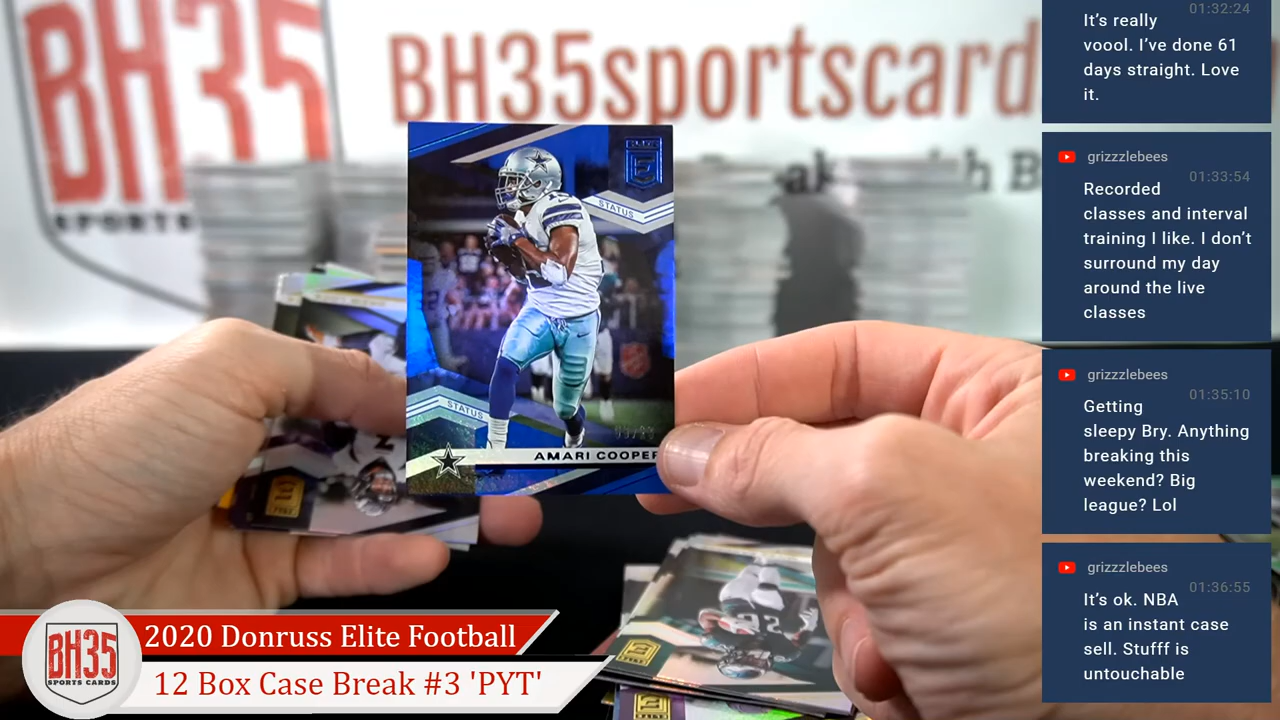 BH35
SPORTS
BH35sportscard
ak
h B
ELITE
E
STATUS
STATUS
AMARI COOPER
2020 Donruss Elite Football
12 Box Case Break #3 'PYT'
BH35
SPORTS CARDS
01:32:24
It's really
voool. I've done 61
days straight. Love
it.
grizzzlebees
01:33:54
Recorded
classes and interval
training I like. I don't
surround my day
around the live
classes
grizzzlebees
01:35:10
Getting
sleepy Bry. Anything
breaking this
weekend? Big
league? Lol
grizzzlebees
01:36:55
It's ok. NBA
is an instant case
sell. Stufff is
untouchable